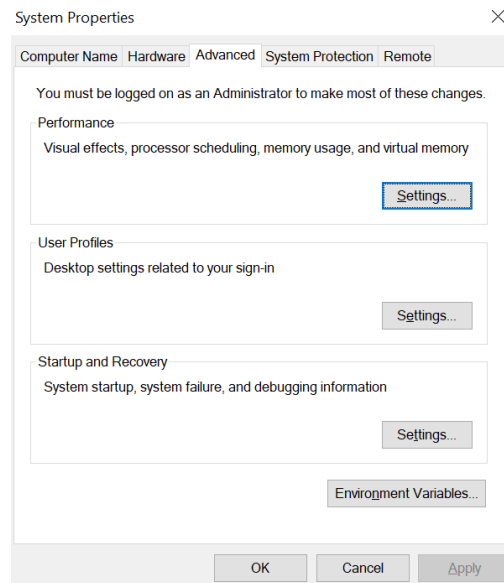 System Properties
Computer Name Hardware Advanced System Protection Remote
You must be logged on as an Administrator to make most of these changes.
Performance
Visual effects, processor scheduling, memory usage, and virtual memory
Settings...
User Profiles
Desktop settings related to your sign-in
Settings...
Startup and Recovery
System startup, system failure, and debugging information
Settings...
Environment Variables...
OK Cancel Apply